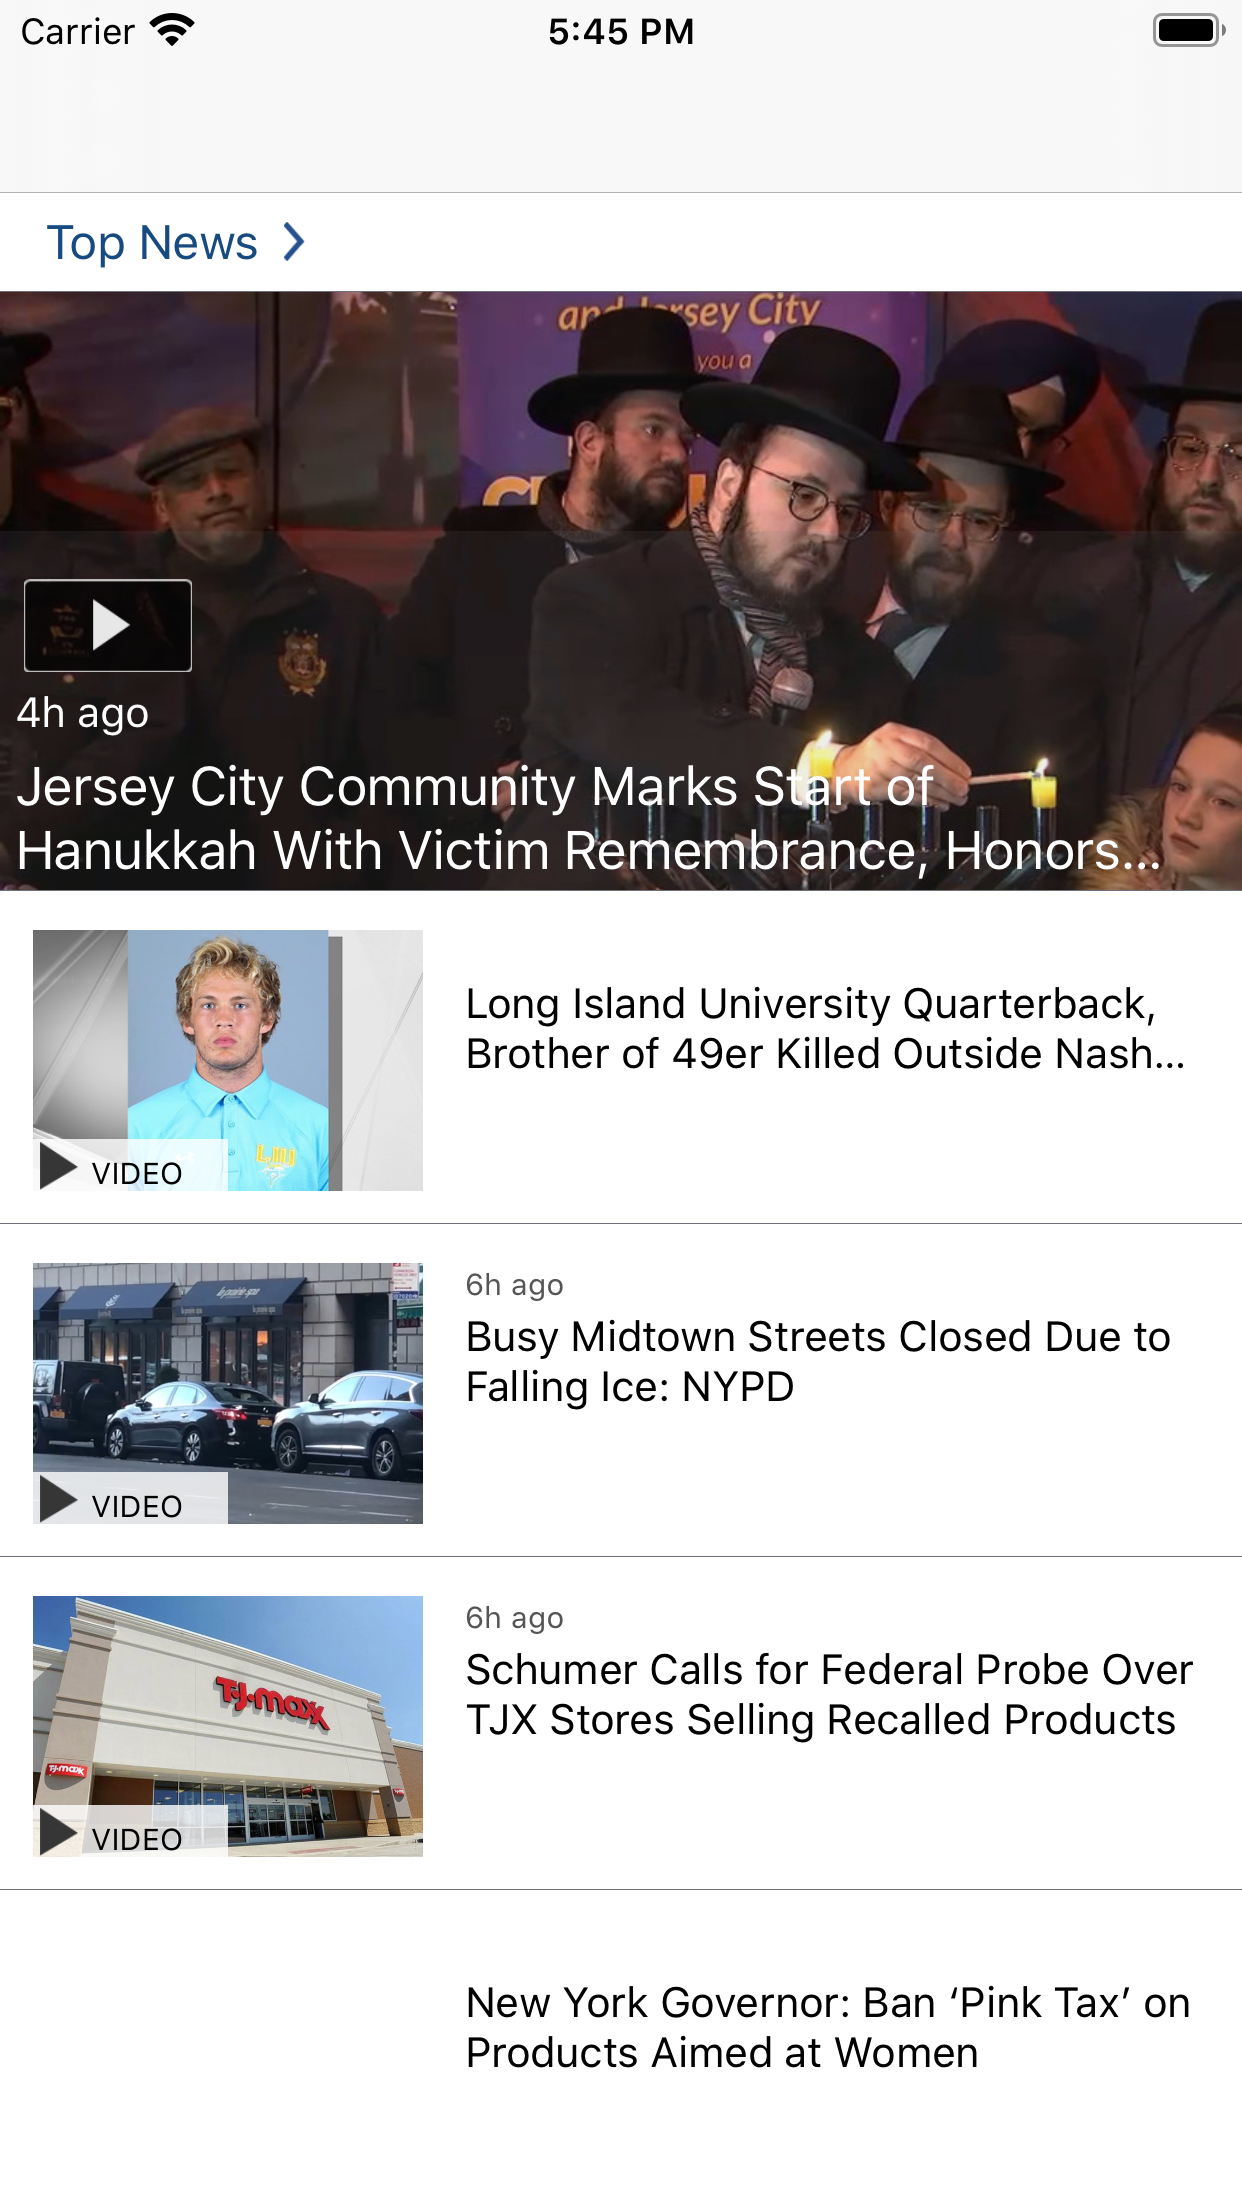 Carrier
5:45 PM
Top News
and Jersey City
you a
4h ago
Jersey City Community Marks Start of
Hanukkah With Victim Remembrance, Honors...
LIU
VIDEO
Long Island University Quarterback,
Brother of 49er Killed Outside Nash...
VIDEO
6h ago
Busy Midtown Streets Closed Due to
Falling Ice: NYPD
T·J·maxx
T·J·maxx
VIDEO
6h ago
Schumer Calls for Federal Probe Over
TJX Stores Selling Recalled Products
New York Governor: Ban ‘Pink Tax’ on
Products Aimed at Women